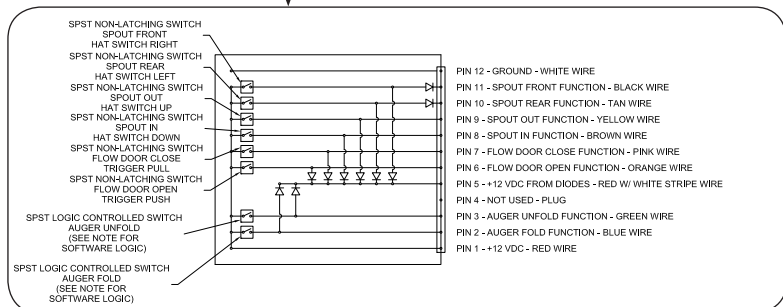 SPST NON-LATCHING SWITCH
SPOUT FRONT
HAT SWITCH RIGHT
SPST NON-LATCHING SWITCH
SPOUT REAR
HAT SWITCH LEFT
SPST NON-LATCHING SWITCH
SPOUT OUT
HAT SWITCH UP
SPST NON-LATCHING SWITCH
SPOUT IN
HAT SWITCH DOWN
SPST NON-LATCHING SWITCH
FLOW DOOR CLOSE
TRIGGER PULL
SPST NON-LATCHING SWITCH
FLOW DOOR OPEN
TRIGGER PUSH
SPST LOGIC CONTROLLED SWITCH
AUGER UNFOLD
(SEE NOTE FOR
SOFTWARE LOGIC)
SPST LOGIC CONTROLLED SWITCH
AUGER FOLD
(SEE NOTE FOR
SOFTWARE LOGIC)
PIN 12 - GROUND - WHITE WIRE
PIN 11 - SPOUT FRONT FUNCTION - BLACK WIRE
PIN 10 - SPOUT REAR FUNCTION - TAN WIRE
PIN 9 - SPOUT OUT FUNCTION - YELLOW WIRE
PIN 8 - SPOUT IN FUNCTION - BROWN WIRE
PIN 7 - FLOW DOOR CLOSE FUNCTION - PINK WIRE
PIN 6 - FLOW DOOR OPEN FUNCTION - ORANGE WIRE
PIN 5 - +12 VDC FROM DIODES - RED W/ WHITE STRIPE WIRE
PIN 4 - NOT USED - PLUG
PIN 3 - AUGER UNFOLD FUNCTION - GREEN WIRE
PIN 2 - AUGER FOLD FUNCTION - BLUE WIRE
PIN 1 - +12 VDC - RED WIRE